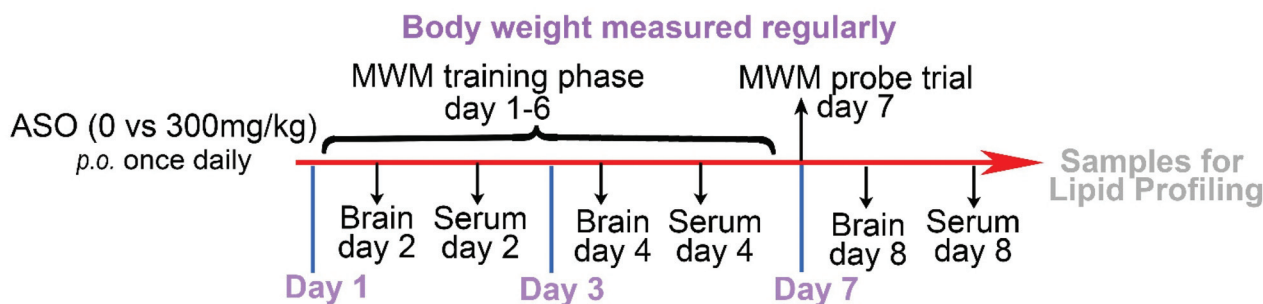 Body weight measured regularly
MWM training phase
day 1-6
MWM probe trial
day 7
ASO (0 vs 300mg/kg)
p.o. once daily
Samples for
Lipid Profiling
Brain
day 2
Serum
day 2
Brain
day 4
Serum
day 4
Brain
day 8
Serum
day 8
Day 1
Day 3
Day 7